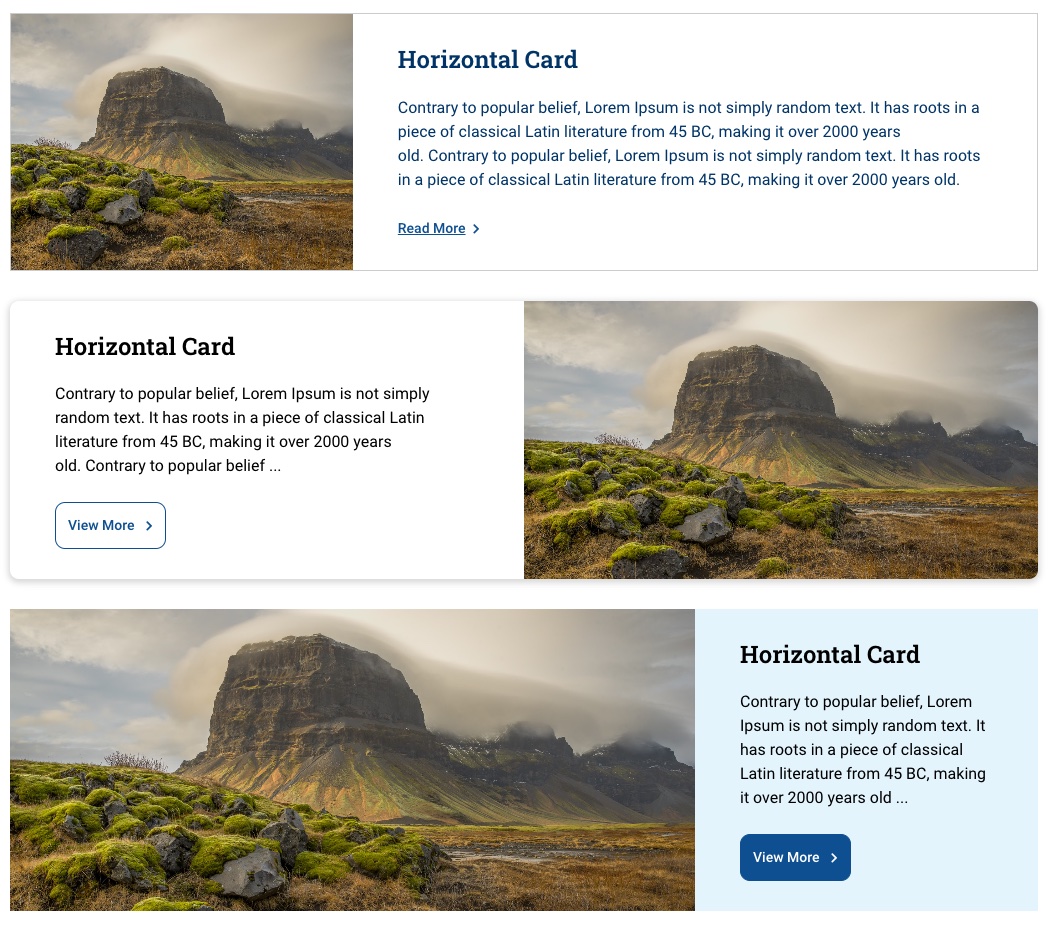 Horizontal Card
Contrary to popular belief, Lorem Ipsum is not simply random text. It has roots in a
piece of classical Latin literature from 45 BC, making it over 2000 years
old. Contrary to popular belief, Lorem Ipsum is not simply random text. It has roots
in a piece of classical Latin literature from 45 BC, making it over 2000 years old.
Read More
Horizontal Card
Contrary to popular belief, Lorem Ipsum is not simply
random text. It has roots in a piece of classical Latin
literature from 45 BC, making it over 2000 years
old. Contrary to popular belief ...
View More
Horizontal Card
Contrary to popular belief, Lorem
Ipsum is not simply random text. It
has roots in a piece of classical
Latin literature from 45 BC, making
it over 2000 years old ...
View More